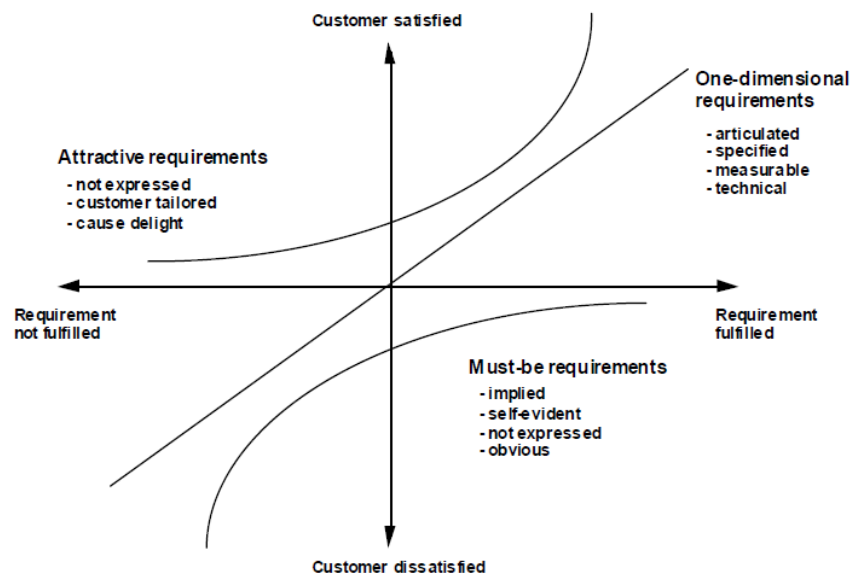 Customer satisfied
One-dimensional
requirements
- articulated
- specified
- measurable
- technical
Attractive requirements
- not expressed
- customer tailored
- cause delight
Requirement
not fulfilled
Requirement
fulfilled
Must-be requirements
- implied
- self-evident
- not expressed
- obvious
Customer dissatisfied